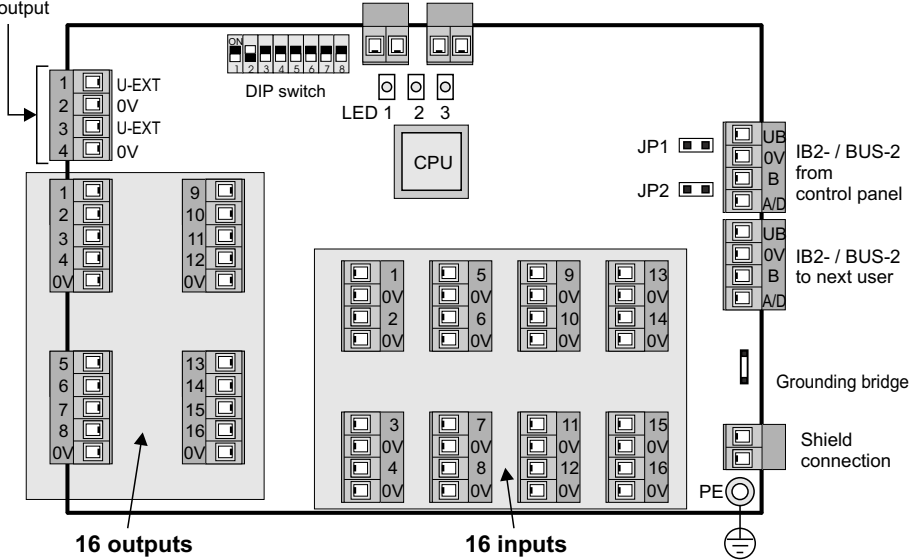 output
ON
1 2 3 4 5 6 7 8
DIP switch
LED 1 2 3
CPU
1 U-EXT
2 0V
3 U-EXT
4 0V
JP1
JP2
UB
0V
B
A/D
IB2- / BUS-2
from
control panel
UB
0V
B
A/D
IB2- / BUS-2
to next user
1
2
3
4
0V
9
10
11
12
0V
5
6
7
8
0V
13
14
15
16
0V
1
0V
2
0V
5
0V
6
0V
9
0V
10
0V
13
0V
14
0V
3
0V
4
0V
7
0V
8
0V
11
0V
12
0V
15
0V
16
0V
Grounding bridge
Shield
connection
PE
16 outputs
16 inputs